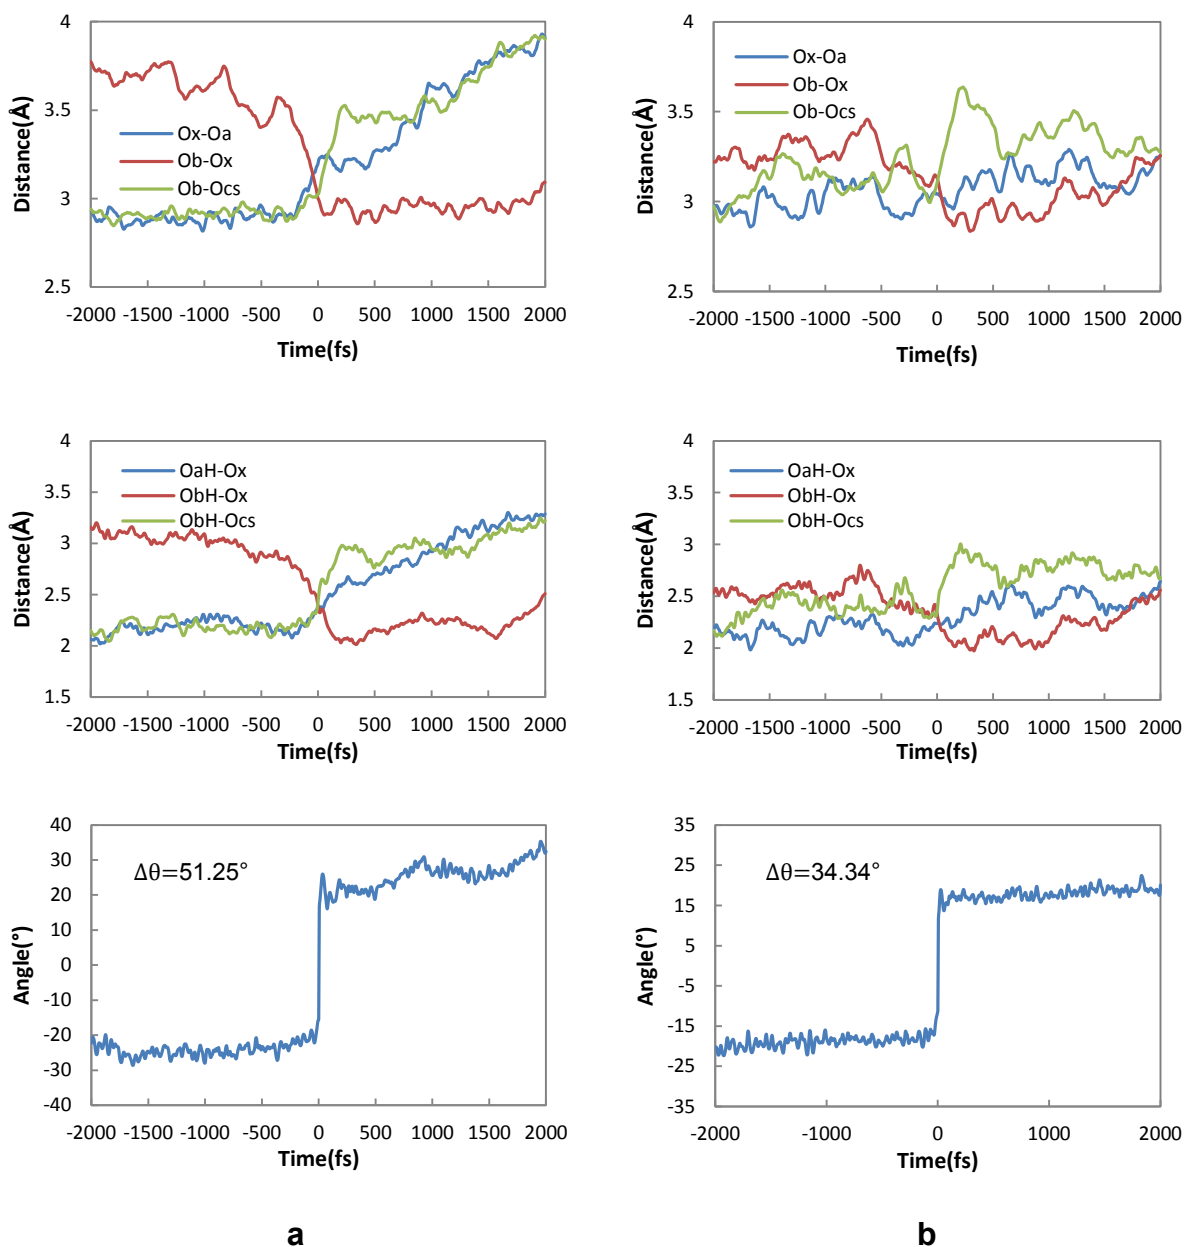 4
3.5
3
2.5
Distance(Å)
Ox-Oa
Ob-Ox
Ob-Ocs
-2000 -1500 -1000 -500 0 500 1000 1500 2000
Time(fs)
4
3.5
3
2.5
Distance(Å)
Ox-Oa
Ob-Ox
Ob-Ocs
-2000 -1500 -1000 -500 0 500 1000 1500 2000
Time(fs)
4
3.5
3
2.5
2
1.5
Distance(Å)
OaH-Ox
ObH-Ox
ObH-Ocs
-2000 -1500 -1000 -500 0 500 1000 1500 2000
Time(fs)
4
3.5
3
2.5
2
1.5
Distance(Å)
OaH-Ox
ObH-Ox
ObH-Ocs
-2000 -1500 -1000 -500 0 500 1000 1500 2000
Time(fs)
40
30
20
10
0
-10
-20
-30
-40
Angle(°)
Δθ=51.25°
-2000 -1500 -1000 -500 0 500 1000 1500 2000
Time(fs)
35
25
15
5
-5
-15
-25
-35
Angle(°)
Δθ=34.34°
-2000 -1000 0 1000 2000
Time(fs)
a
b